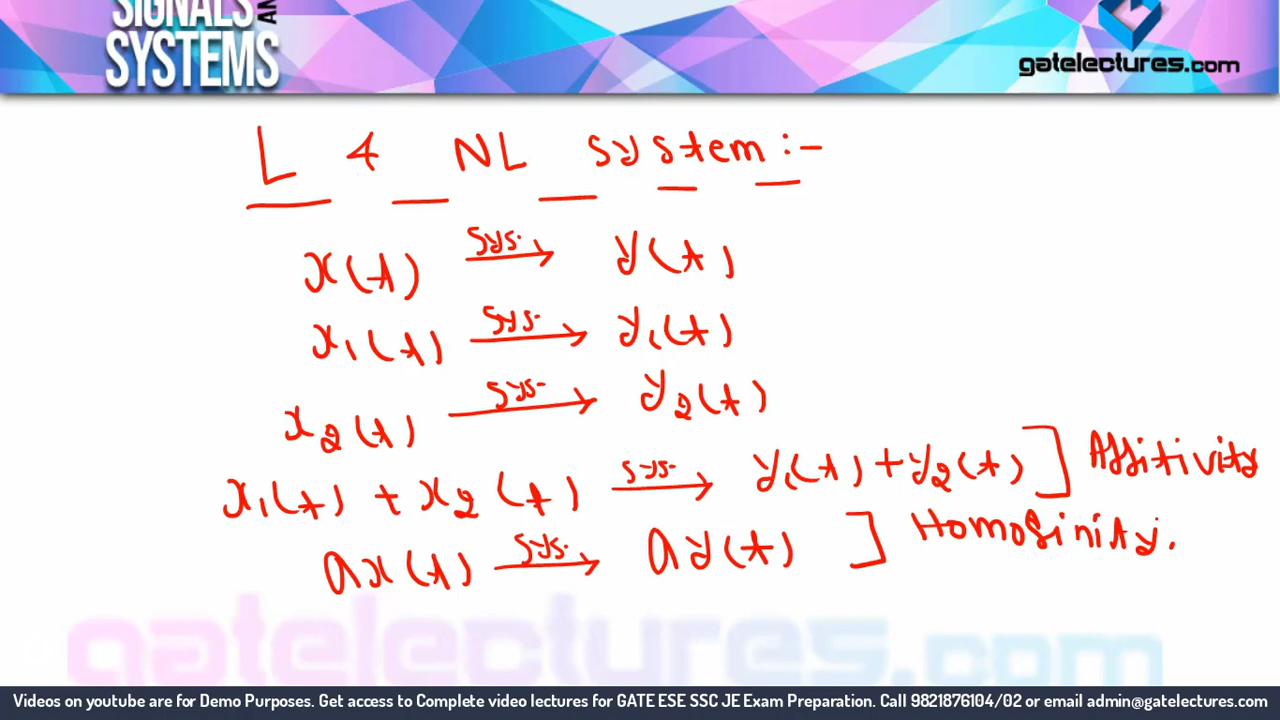 SIGNALS AND
SYSTEMS
gatelectures.com
L & NL system :-
x(t) sys. → y(t)
x1(t) sys. → y1(t)
x2(t) sys → y2(t)
x1(t) + x2(t) sys. → y1(t) + y2(t) ] Additivity
ax(t) sys. → ay(t) ] Homoginity.
gatelectures.com
Videos on youtube are for Demo Purposes. Get access to Complete video lectures for GATE ESE SSC JE Exam Preparation. Call 9821876104/02 or email admin@gatelectures.com